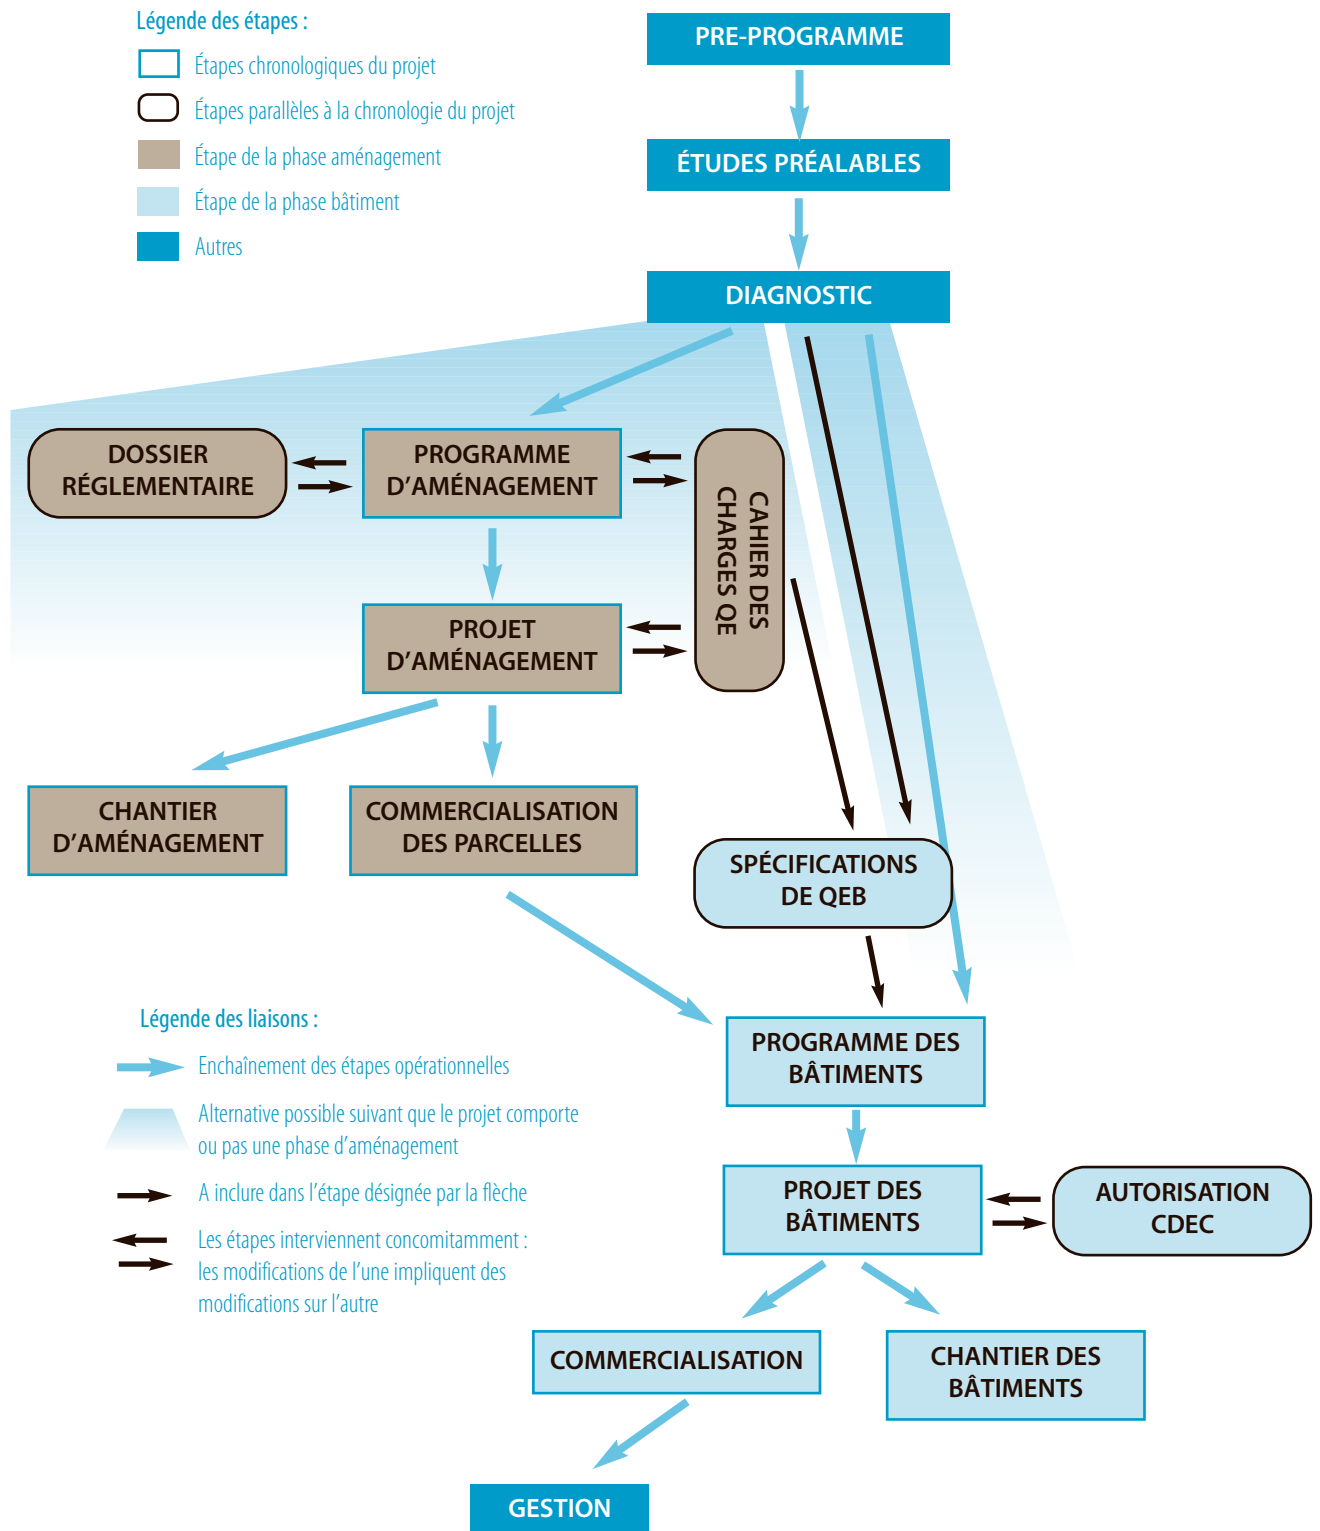 Légende des étapes :
Étapes chronologiques du projet
Étapes parallèles à la chronologie du projet
Étape de la phase aménagement
Étape de la phase bâtiment
Autres
PRE-PROGRAMME
ÉTUDES PRÉALABLES
DIAGNOSTIC
DOSSIER
RÉGLEMENTAIRE
PROGRAMME
D’AMÉNAGEMENT
CAHIER DES
CHARGES QE
PROJET
D’AMÉNAGEMENT
CHANTIER
D’AMÉNAGEMENT
COMMERCIALISATION
DES PARCELLES
SPÉCIFICATIONS
DE QEB
Légende des liaisons :
Enchaînement des étapes opérationnelles
Alternative possible suivant que le projet comporte
ou pas une phase d’aménagement
A inclure dans l’étape désignée par la flèche
Les étapes interviennent concomitamment :
les modifications de l’une impliquent des
modifications sur l’autre
PROGRAMME DES
BÂTIMENTS
PROJET DES
BÂTIMENTS
AUTORISATION
CDEC
COMMERCIALISATION
CHANTIER DES
BÂTIMENTS
GESTION